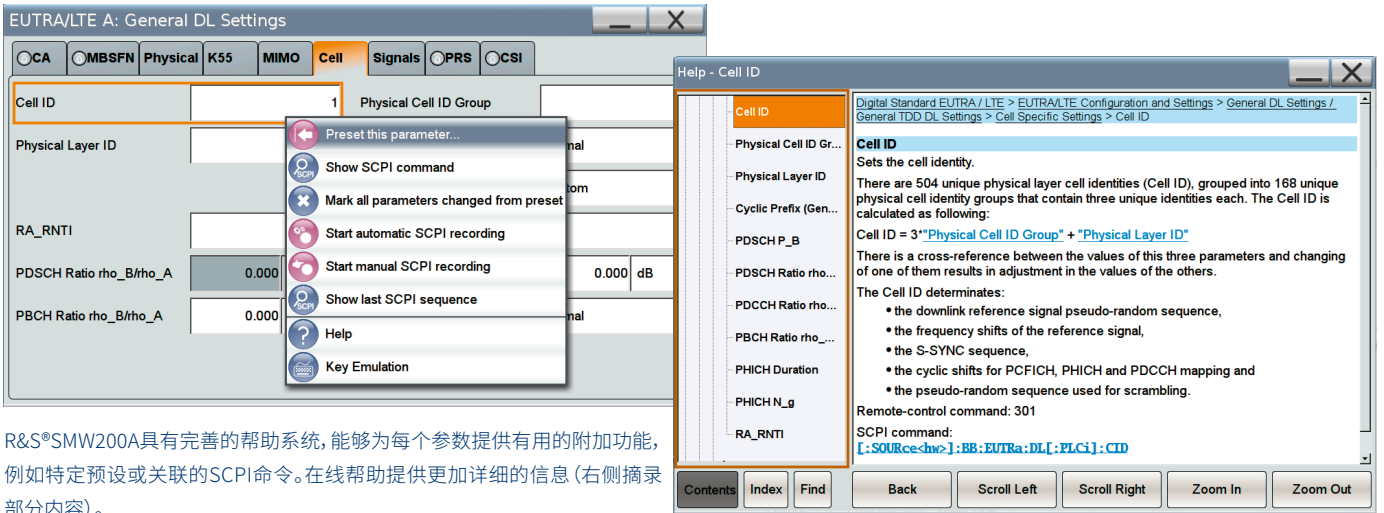 EUTRA/LTE A: General DL Settings
CA
MBSFN
Physical
K55
MIMO
Cell
Signals
PRS
CSI
Cell ID
1
Physical Cell ID Group
Physical Layer ID
RA_RNTI
PDSCH Ratio rho_B/rho_A
0.000
0.000
dB
PBCH Ratio rho_B/rho_A
0.000
Preset this parameter...
Show SCPI command
Mark all parameters changed from preset
Start automatic SCPI recording
Start manual SCPI recording
Show last SCPI sequence
Help
Key Emulation
R&S®SMW200A具有完善的帮助系统,能够为每个参数提供有用的附加功能,
例如特定预设或关联的SCPI命令。在线帮助提供更加详细的信息(右侧摘录
部分内容)。
Help - Cell ID
Cell ID
Physical Cell ID Gr...
Physical Layer ID
Cyclic Prefix (Gen...
PDSCH P_B
PDSCH Ratio rho...
PDCCH Ratio rho...
PBCH Ratio rho_...
PHICH Duration
PHICH N_g
RA_RNTI
Digital Standard EUTRA / LTE > EUTRA/LTE Configuration and Settings > General DL Settings /
General TDD DL Settings > Cell Specific Settings > Cell ID
Cell ID
Sets the cell identity.
There are 504 unique physical layer cell identities (Cell ID), grouped into 168 unique
physical cell identity groups that contain three unique identities each. The Cell ID is
calculated as following:
Cell ID = 3*"Physical Cell ID Group" + "Physical Layer ID"
There is a cross-reference between the values of this three parameters and changing
of one of them results in adjustment in the values of the others.
The Cell ID determinates:
• the downlink reference signal pseudo-random sequence,
• the frequency shifts of the reference signal,
• the S-SYNC sequence,
• the cyclic shifts for PCFICH, PHICH and PDCCH mapping and
• the pseudo-random sequence used for scrambling.
Remote-control command: 301
SCPI command:
[:SOURce<hw>]:BB:EUTRa:DL[:PLCi]:CID
Contents
Index
Find
Back
Scroll Left
Scroll Right
Zoom In
Zoom Out